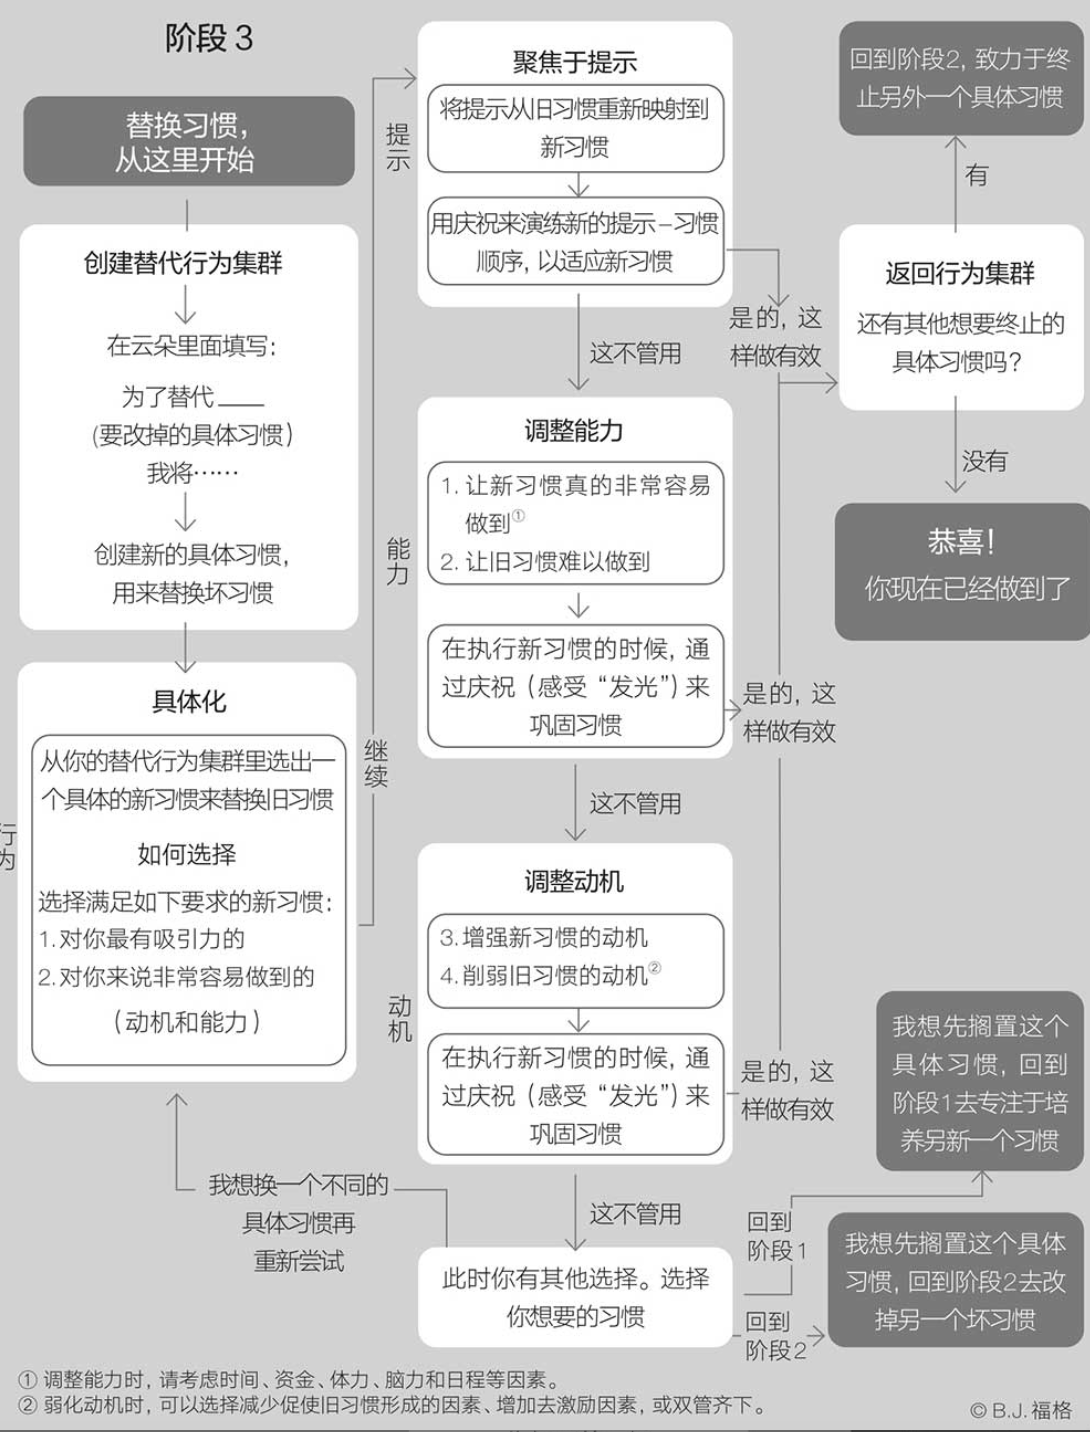 阶段 3
替换习惯，
从这里开始
创建替代行为集群
在云朵里面填写：
为了替代____
(要改掉的具体习惯)
我将……
创建新的具体习惯，
用来替换坏习惯
具体化
从你的替代行为集群里选出一
个具体的新习惯来替换旧习惯
如何选择
选择满足如下要求的新习惯：
1.对你最有吸引力的
2.对你来说非常容易做到的
（动机和能力）
行
为
继
续
提
示
聚焦于提示
将提示从旧习惯重新映射到
新习惯
用庆祝来演练新的提示－习惯
顺序，以适应新习惯
是的，这
样做有效
这不管用
能
力
调整能力
1. 让新习惯真的非常容易
做到①
2. 让旧习惯难以做到
在执行新习惯的时候，通
过庆祝（感受“发光”）来
巩固习惯
是的，这
样做有效
这不管用
动
机
调整动机
3.增强新习惯的动机
4.削弱旧习惯的动机②
在执行新习惯的时候，通
过庆祝（感受“发光”）来
巩固习惯
是的，这
样做有效
这不管用
此时你有其他选择。选择
你想要的习惯
我想换一个不同的
具体习惯再
重新尝试
回到
阶段1
回到
阶段2
回到阶段2，致力于终
止另外一个具体习惯
有
返回行为集群
还有其他想要终止的
具体习惯吗？
没有
恭喜！
你现在已经做到了
我想先搁置这个
具体习惯，回到
阶段1去专注于培
养另新一个习惯
我想先搁置这个具体
习惯，回到阶段2去改
掉另一个坏习惯
① 调整能力时，请考虑时间、资金、体力、脑力和日程等因素。
② 弱化动机时，可以选择减少促使旧习惯形成的因素、增加去激励因素，或双管齐下。
© B.J. 福格